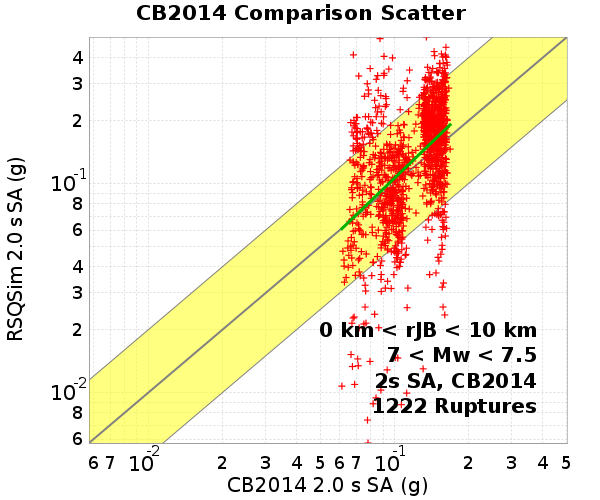 CB2014 Comparison Scatter
RSQSim 2.0 s SA (g)
4
3
2
10-1
8
6
4
3
2
10-2
8
6
0 km < rJB < 10 km
7 < Mw < 7.5
2s SA, CB2014
1222 Ruptures
6 7 10-2 2 3 4 5 6 7 10-1 2 3 4 5
CB2014 2.0 s SA (g)